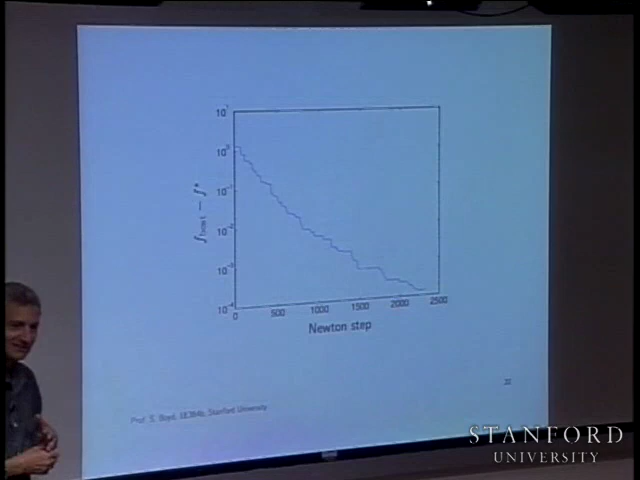 10^1
10^0
10^-1
10^-2
10^-3
10^-4
f_best - f*
0 500 1000 1500 2000 2500
Newton step
Prof. S. Boyd, EE364b, Stanford University
STANFORD
UNIVERSITY